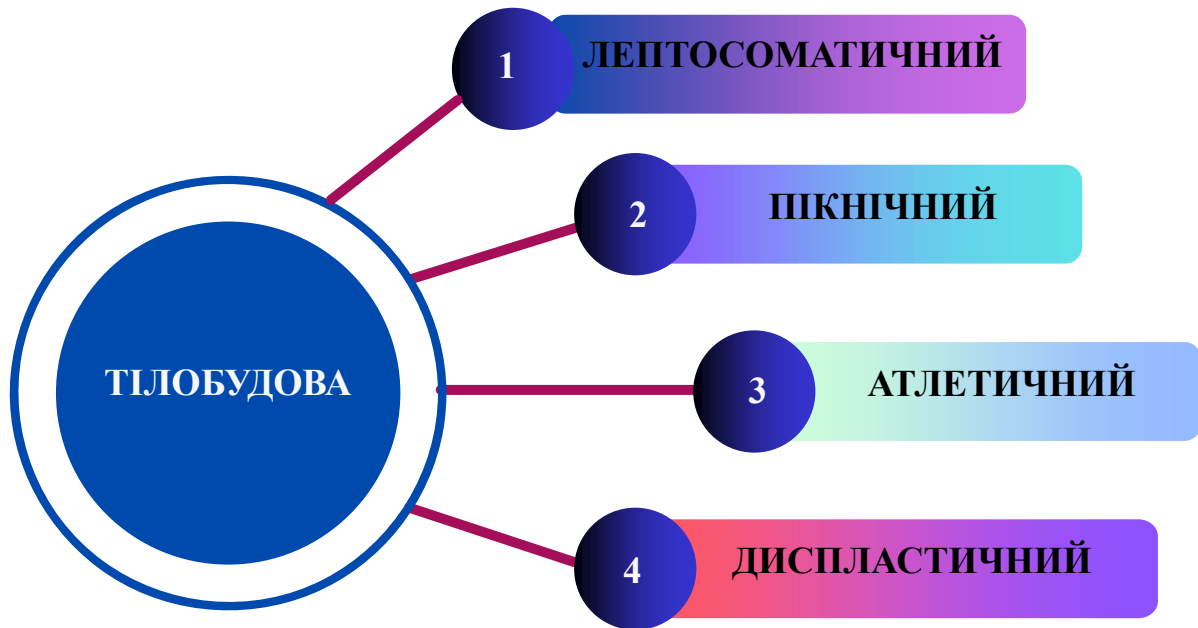 ТІЛОБУДОВА
1
ЛЕПТОСОМАТИЧНИЙ
2
ПІКНІЧНИЙ
3
АТЛЕТИЧНИЙ
4
ДИСПЛАСТИЧНИЙ